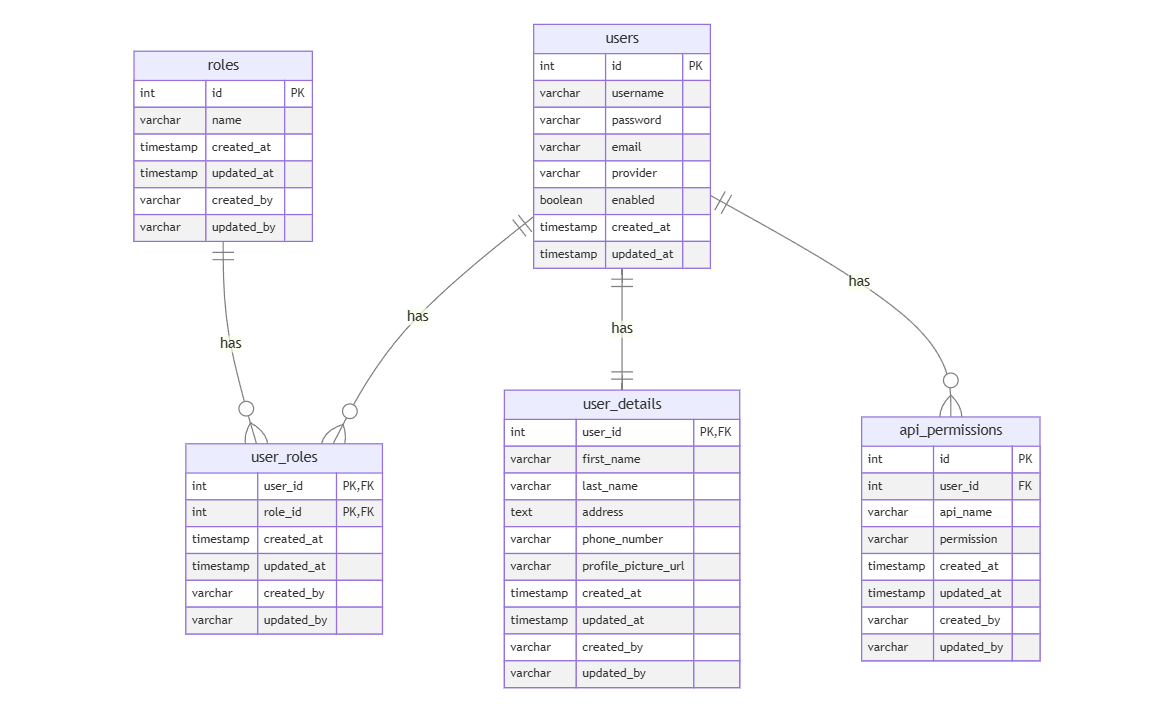 users
int id PK
varchar username
varchar password
varchar email
varchar provider
boolean enabled
timestamp created_at
timestamp updated_at
roles
int id PK
varchar name
timestamp created_at
timestamp updated_at
varchar created_by
varchar updated_by
has
has
has
has
user_roles
int user_id PK,FK
int role_id PK,FK
timestamp created_at
timestamp updated_at
varchar created_by
varchar updated_by
user_details
int user_id PK,FK
varchar first_name
varchar last_name
text address
varchar phone_number
varchar profile_picture_url
timestamp created_at
timestamp updated_at
varchar created_by
varchar updated_by
api_permissions
int id PK
int user_id FK
varchar api_name
varchar permission
timestamp created_at
timestamp updated_at
varchar created_by
varchar updated_by